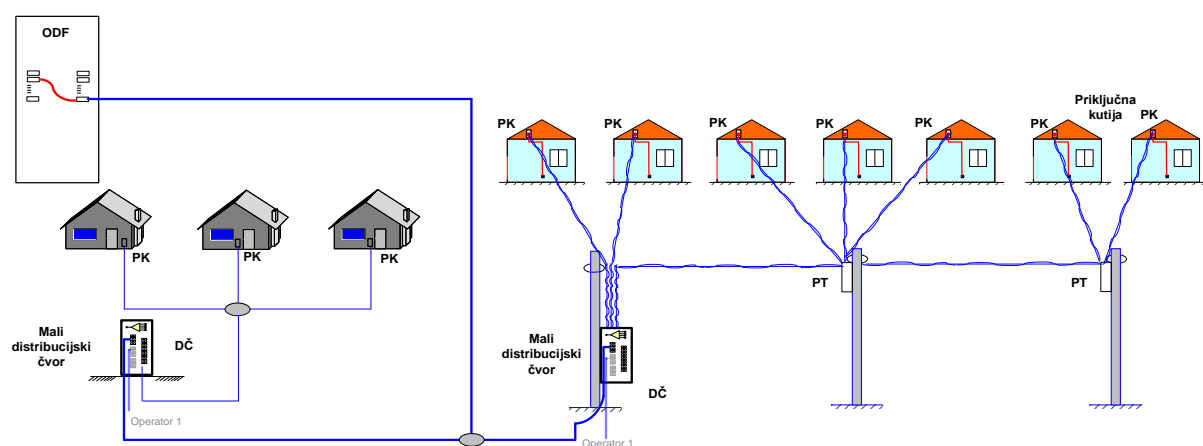 ODF
PK
PK
PK
PK
PK
Priključna
kutija
PK
PK
PK
PK
PK
PT
PT
Mali
distribucijski
čvor
DČ
Mali
distribucijski
čvor
DČ
Operator 1
Operator 1